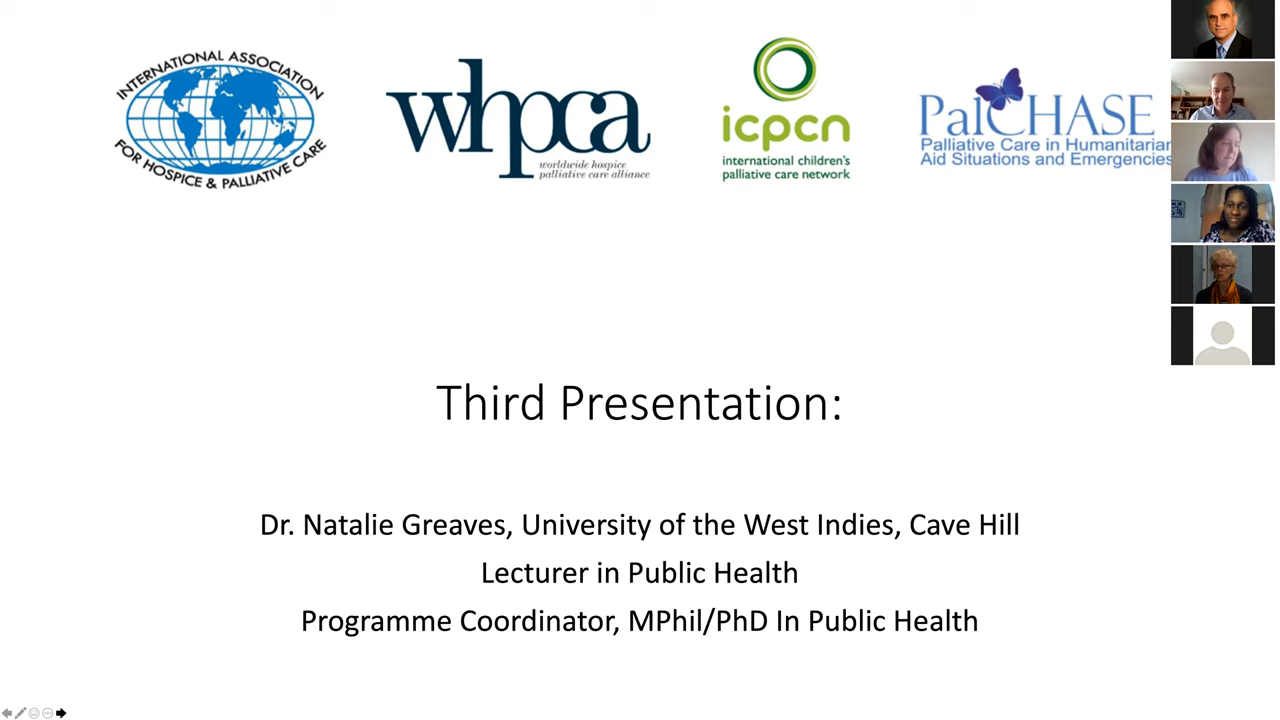 INTERNATIONAL ASSOCIATION
FOR HOSPICE & PALLIATIVE CARE
whpca
worldwide hospice
palliative care alliance
icpcn
international children's
palliative care network
PalCHASE
Palliative Care in Humanitarian
Aid Situations and Emergencies
Third Presentation:
Dr. Natalie Greaves, University of the West Indies, Cave Hill
Lecturer in Public Health
Programme Coordinator, MPhil/PhD In Public Health